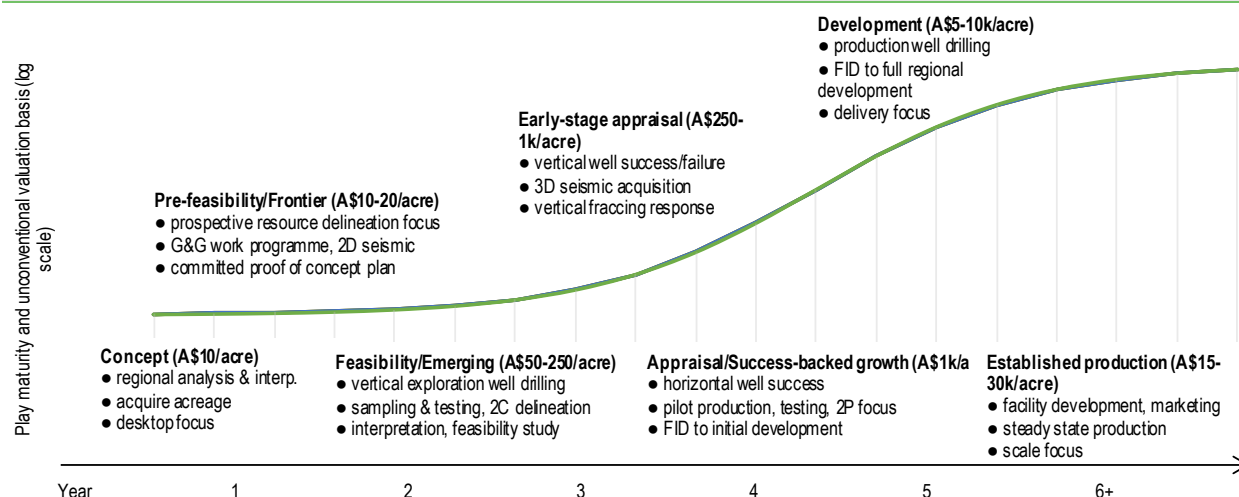 Play maturity and unconventional valuation basis (log
scale)
Development (A$5-10k/acre)
● production well drilling
● FID to full regional
development
● delivery focus
Early-stage appraisal (A$250-
1k/acre)
● vertical well success/failure
● 3D seismic acquisition
● vertical fraccing response
Pre-feasibility/Frontier (A$10-20/acre)
● prospective resource delineation focus
● G&G work programme, 2D seismic
● committed proof of concept plan
Concept (A$10/acre)
● regional analysis & interp.
● acquire acreage
● desktop focus
Feasibility/Emerging (A$50-250/acre)
● vertical exploration well drilling
● sampling & testing, 2C delineation
● interpretation, feasibility study
Appraisal/Success-backed growth (A$1k/a
● horizontal well success
● pilot production, testing, 2P focus
● FID to initial development
Established production (A$15-
30k/acre)
● facility development, marketing
● steady state production
● scale focus
Year 1 2 3 4 5 6+